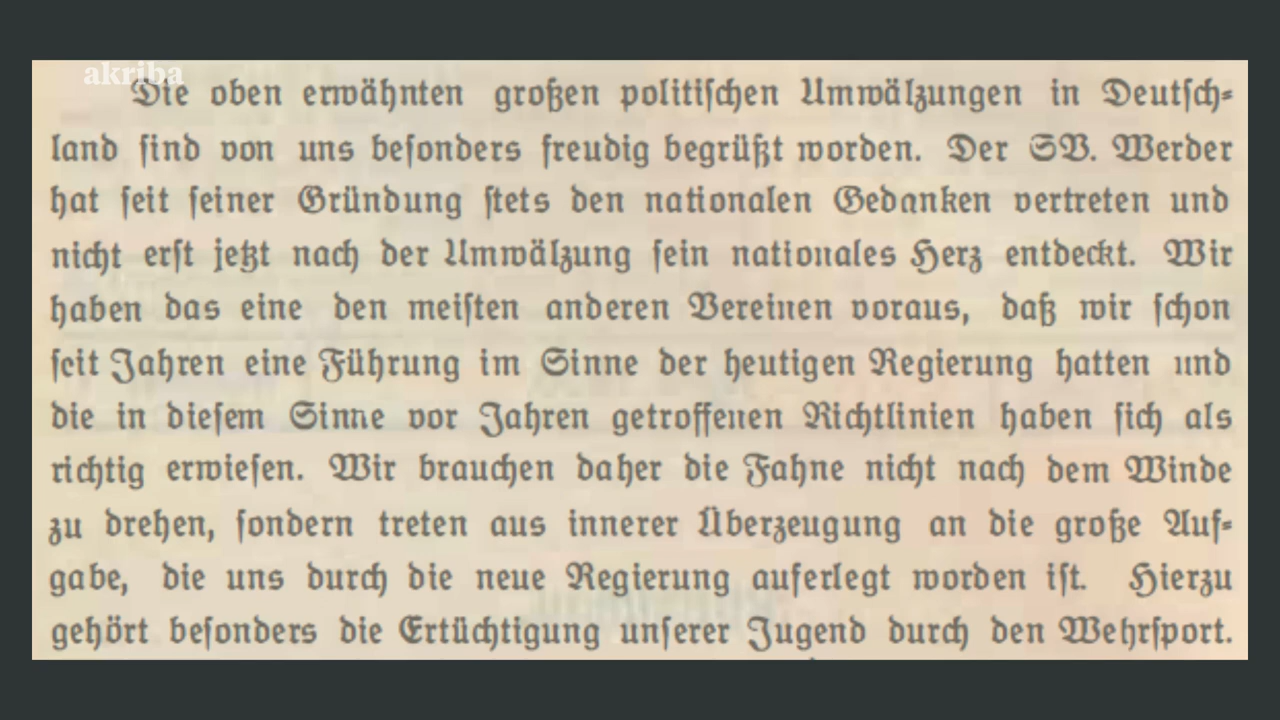 akriba
Die oben erwähnten großen politischen Umwälzungen in Deutsch-
land sind von uns besonders freudig begrüßt worden. Der SV. Werder
hat seit seiner Gründung stets den nationalen Gedanken vertreten und
nicht erst jetzt nach der Umwälzung sein nationales Herz entdeckt. Wir
haben das eine den meisten anderen Vereinen voraus, daß wir schon
seit Jahren eine Führung im Sinne der heutigen Regierung hatten und
die in diesem Sinne vor Jahren getroffenen Richtlinien haben sich als
richtig erwiesen. Wir brauchen daher die Fahne nicht nach dem Winde
zu drehen, sondern treten aus innerer Überzeugung an die große Auf-
gabe, die uns durch die neue Regierung auferlegt worden ist. Hierzu
gehört besonders die Ertüchtigung unserer Jugend durch den Wehrsport.